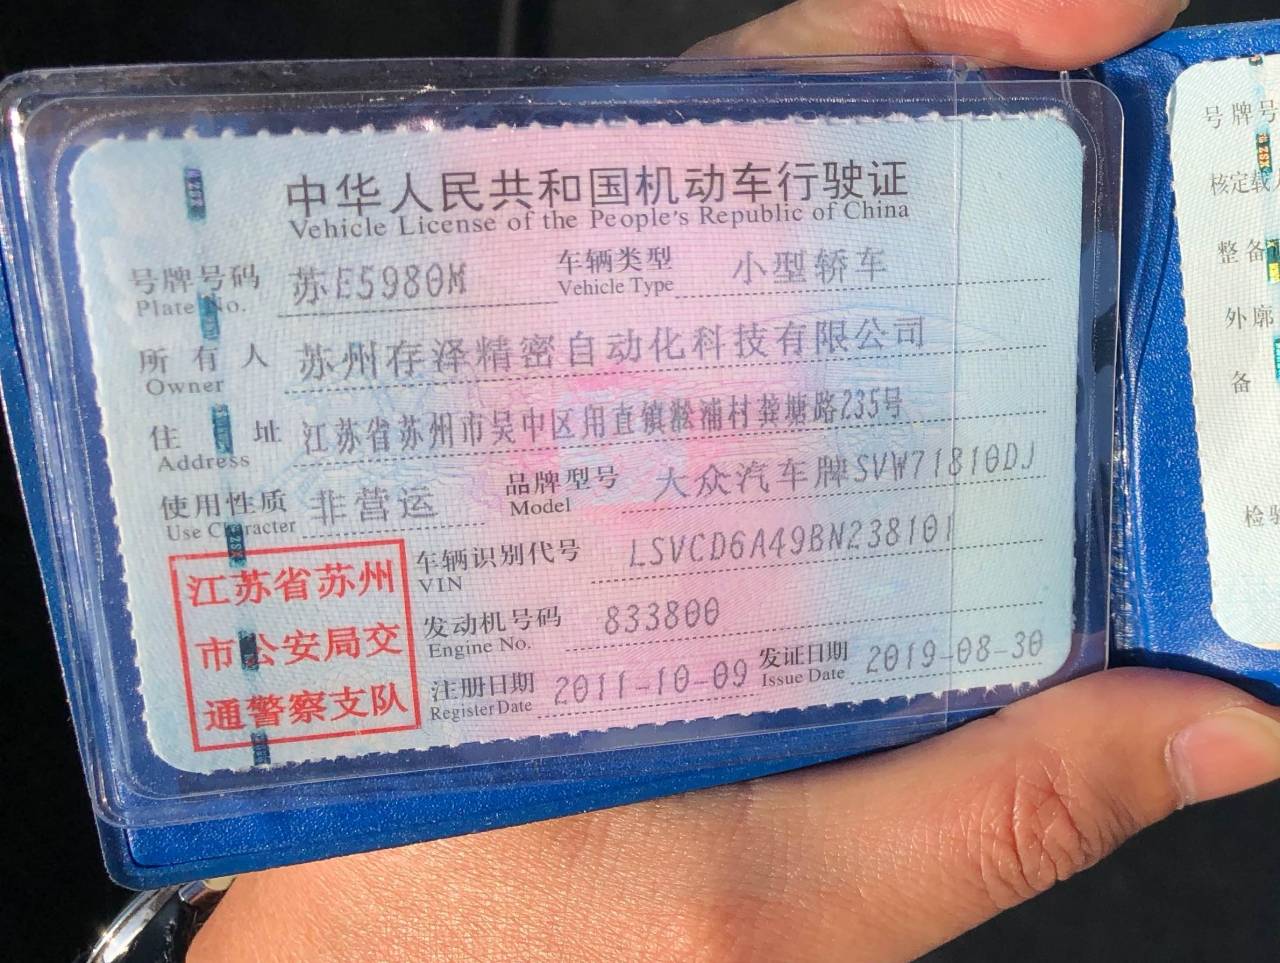 中华人民共和国机动车行驶证
Vehicle License of the People's Republic of China
号牌号码 苏E5980M 车辆类型 小型轿车
Plate No. Vehicle Type
所有人 苏州存泽精密自动化科技有限公司
Owner
住址 江苏省苏州市吴中区甪直镇淞浦村龚塘路235号
Address
使用性质 非营运 品牌型号 大众汽车牌SVW71810DJ
Use Character Model
车辆识别代号 LSVCD6A49BN238101
VIN
发动机号码 833800
Engine No.
注册日期 2011-10-09 发证日期 2019-08-30
Register Date Issue Date
江苏省苏州
市公安局交
通警察支队
号牌号
核定载
整备
外廓
备
检验